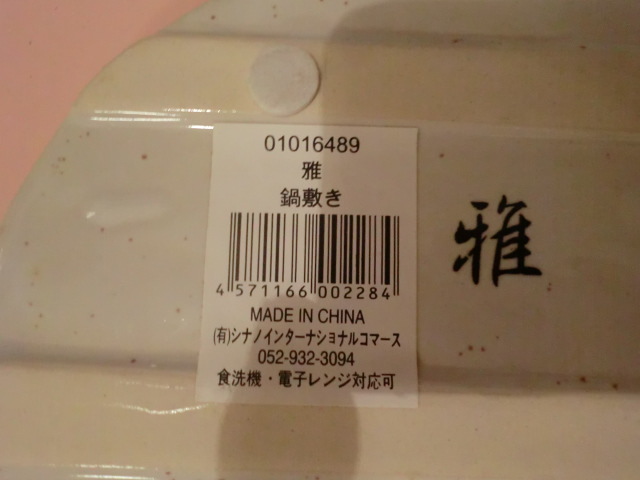 01016489
雅
鍋敷き
4 571166 002284
MADE IN CHINA
(有)シナノインターナショナルコマース
052-932-3094
食洗機・電子レンジ対応可
雅